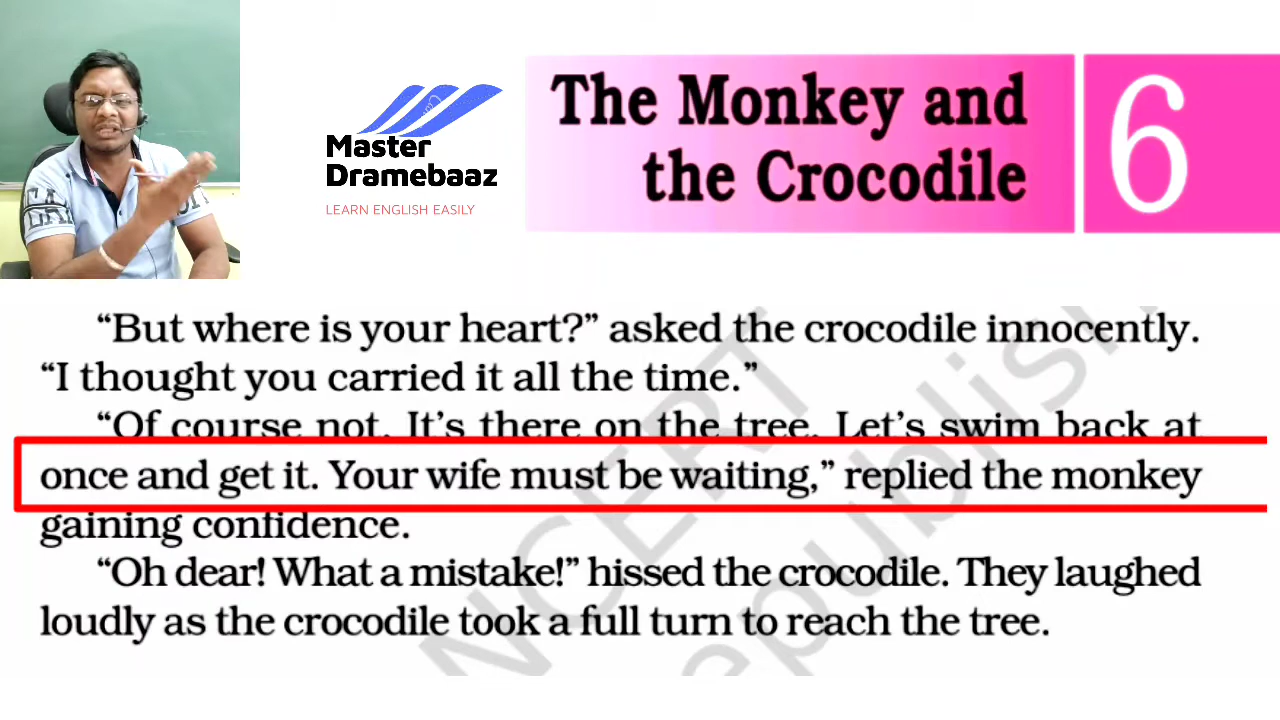 The Monkey and
the Crocodile
6
Master
Dramebaaz
LEARN ENGLISH EASILY
“But where is your heart?” asked the crocodile innocently.
“I thought you carried it all the time.”
“Of course not. It’s there on the tree. Let’s swim back at
once and get it. Your wife must be waiting,” replied the monkey
gaining confidence.
“Oh dear! What a mistake!” hissed the crocodile. They laughed
loudly as the crocodile took a full turn to reach the tree.
NCERT
republish